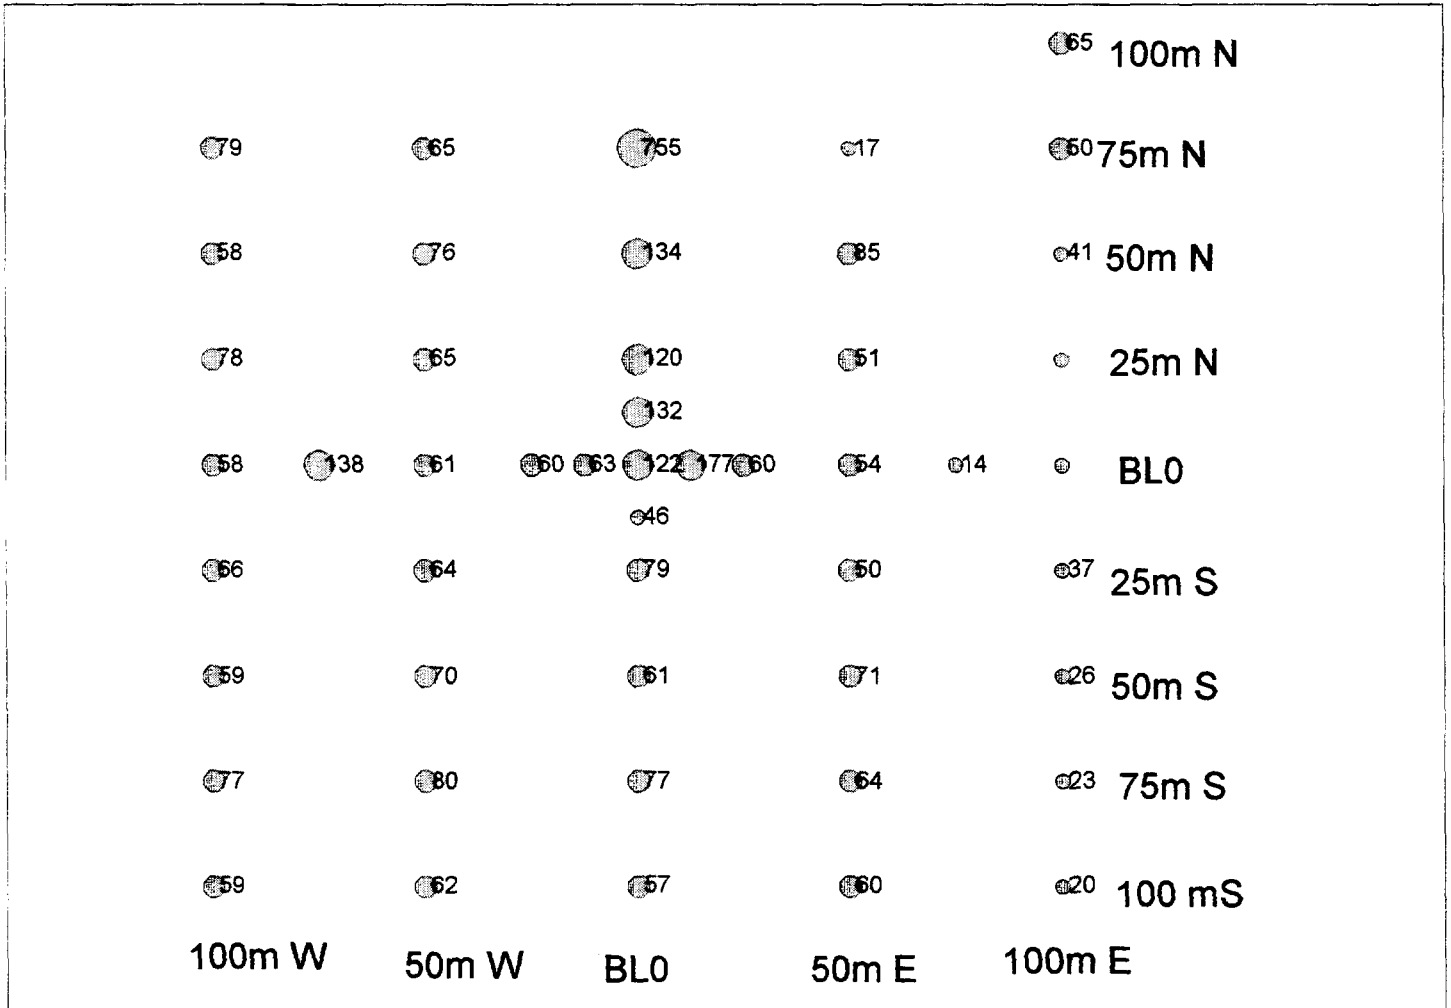 65 100m N
79 65 755 17 60 75m N
58 76 134 85 41 50m N
78 65 120 51 25m N
132
58 138 61 60 63 122 177 60 54 14 BL0
46
66 64 79 50 37 25m S
59 70 61 71 26 50m S
77 80 77 64 23 75m S
59 62 57 60 20 100 mS
100m W 50m W BL0 50m E 100m E